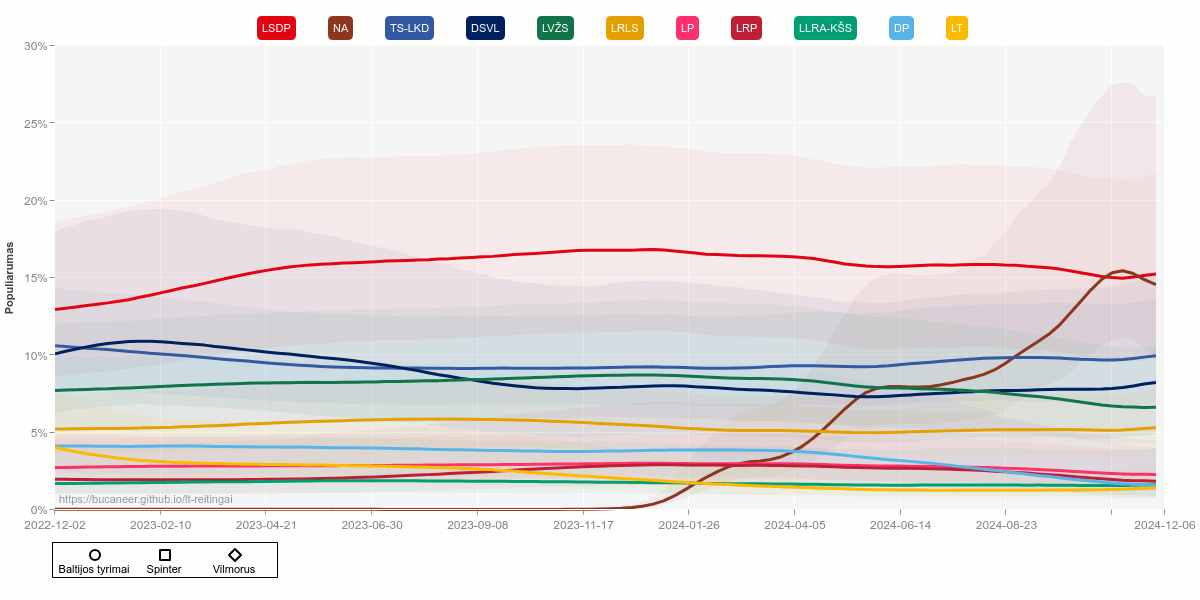 LSDP NA TS-LKD DSVL LVŽS LRLS LP LRP LLRA-KŠS DP LT
30%
25%
20%
15%
10%
5%
0%
Populiarumas
https://bucaneer.github.io/lt-reitingai
2022-12-02 2023-02-10 2023-04-21 2023-06-30 2023-09-08 2023-11-17 2024-01-26 2024-04-05 2024-06-14 2024-08-23 2024-12-06
Baltijos tyrimai Spinter Vilmorus